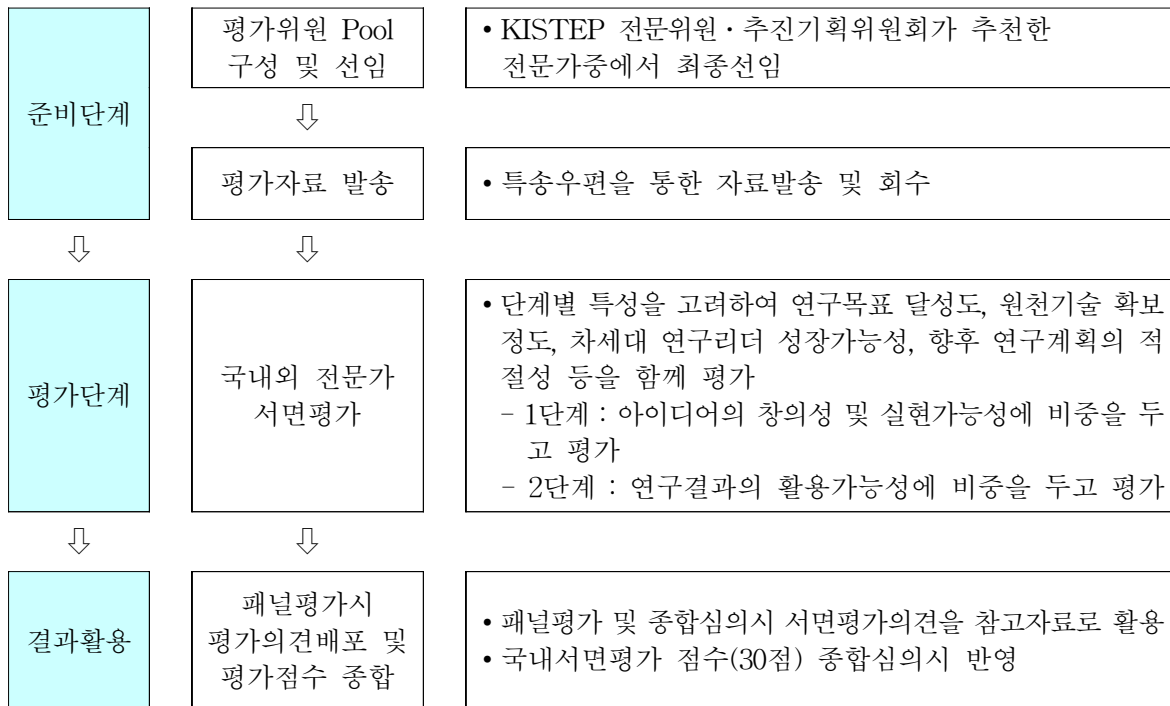 준비단계
평가위원 Pool
구성 및 선임
• KISTEP 전문위원・추진기획위원회가 추천한
전문가중에서 최종선임
⇩
평가자료 발송
• 특송우편을 통한 자료발송 및 회수
⇩ ⇩
평가단계
국내외 전문가
서면평가
• 단계별 특성을 고려하여 연구목표 달성도, 원천기술 확보
정도, 차세대 연구리더 성장가능성, 향후 연구계획의 적
절성 등을 함께 평가
- 1단계 : 아이디어의 창의성 및 실현가능성에 비중을 두
고 평가
- 2단계 : 연구결과의 활용가능성에 비중을 두고 평가
⇩ ⇩
결과활용
패널평가시
평가의견배포 및
평가점수 종합
• 패널평가 및 종합심의시 서면평가의견을 참고자료로 활용
• 국내서면평가 점수(30점) 종합심의시 반영